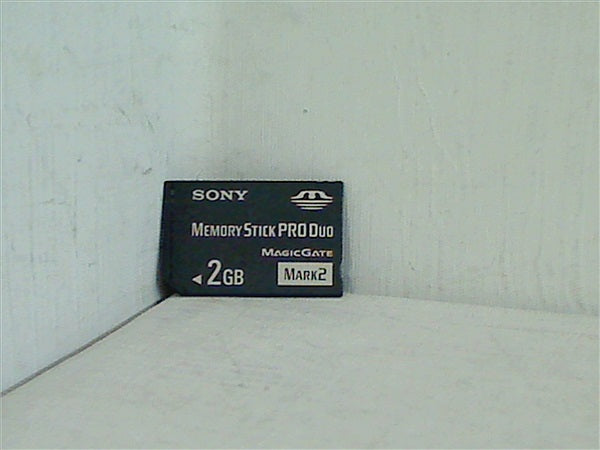 SONY
MEMORY STICK PRO DUO
MAGICGATE
◄ 2GB MARK2